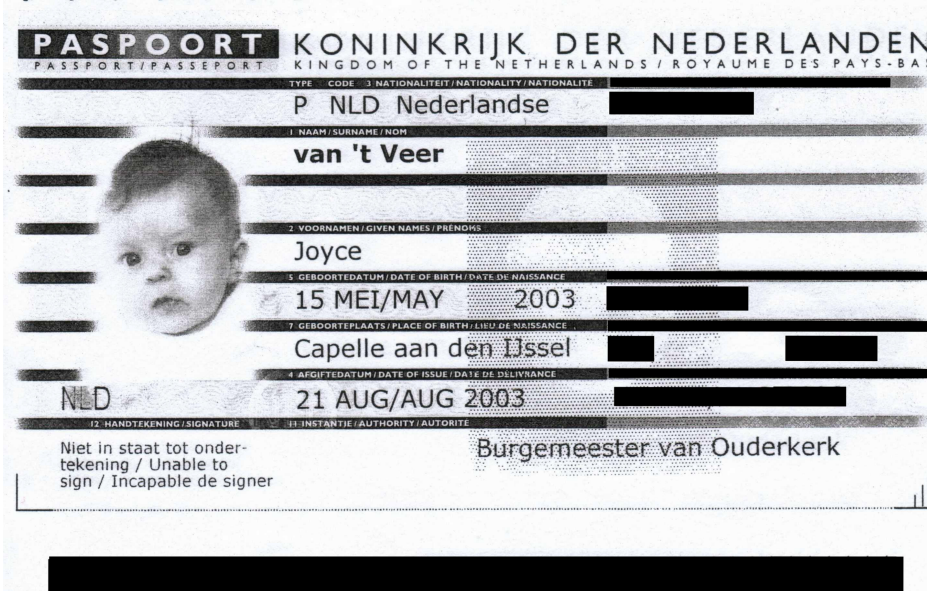 PASPOORT KONINKRIJK DER NEDERLANDEN
PASSPORT/PASSEPORT KINGDOM OF THE NETHERLANDS / ROYAUME DES PAYS-BAS
TYPE CODE 3 NATIONALITEIT / NATIONALITY / NATIONALITÉ
P NLD Nederlandse
1 NAAM / SURNAME / NOM
van 't Veer
2 VOORNAMEN / GIVEN NAMES / PRÉNOMS
Joyce
5 GEBOORTEDATUM / DATE OF BIRTH / DATE DE NAISSANCE
15 MEI/MAY 2003
7 GEBOORTEPLAATS / PLACE OF BIRTH / LIEU DE NAISSANCE
Capelle aan den IJssel
4 AFGIFTEDATUM / DATE OF ISSUE / DATE DE DÉLIVRANCE
NLD 21 AUG/AUG 2003
12 HANDTEKENING / SIGNATURE 11 INSTANTIE / AUTHORITY / AUTORITÉ
Niet in staat tot onder- Burgemeester van Ouderkerk
tekening / Unable to
sign / Incapable de signer